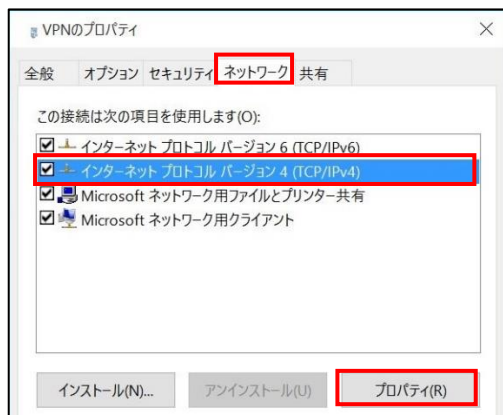 VPNのプロパティ
全般 オプション セキュリティ ネットワーク 共有
この接続は次の項目を使用します(O):
インターネット プロトコル バージョン 6 (TCP/IPv6)
インターネット プロトコル バージョン 4 (TCP/IPv4)
Microsoft ネットワーク用ファイルとプリンター共有
Microsoft ネットワーク用クライアント
インストール(N)... アンインストール(U) プロパティ(R)